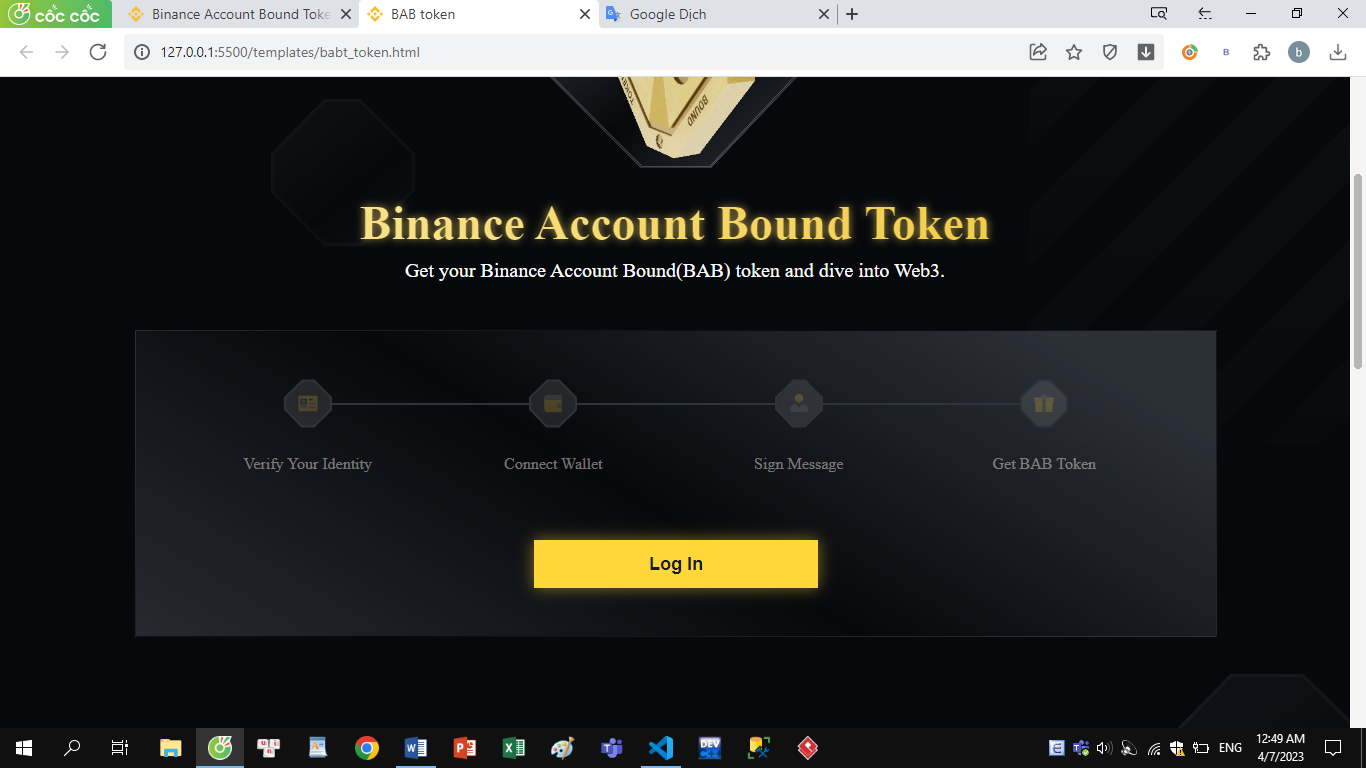 cốc cốc
Binance Account Bound Toke
BAB token
Google Dịch
127.0.0.1:5500/templates/babt_token.html
B
b
BOUND
Binance Account Bound Token
Get your Binance Account Bound(BAB) token and dive into Web3.
Verify Your Identity
Connect Wallet
Sign Message
Get BAB Token
Log In
DEV
ENG
12:49 AM
4/7/2023